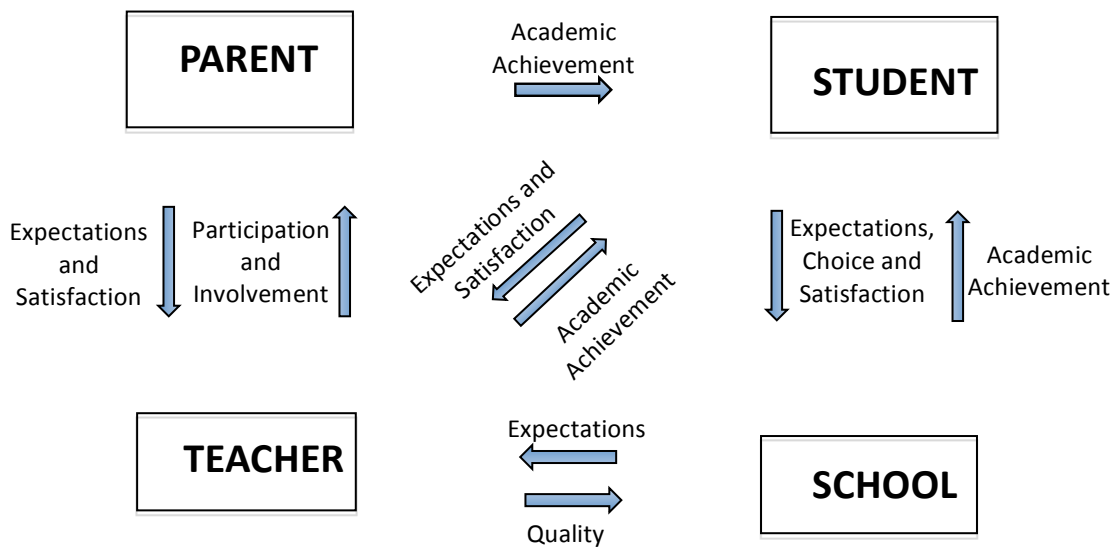 PARENT
Academic
Achievement
STUDENT
Expectations
and
Satisfaction
Participation
and
Involvement
Expectations and
Satisfaction
Academic
Achievement
Expectations,
Choice and
Satisfaction
Academic
Achievement
TEACHER
Expectations
Quality
SCHOOL